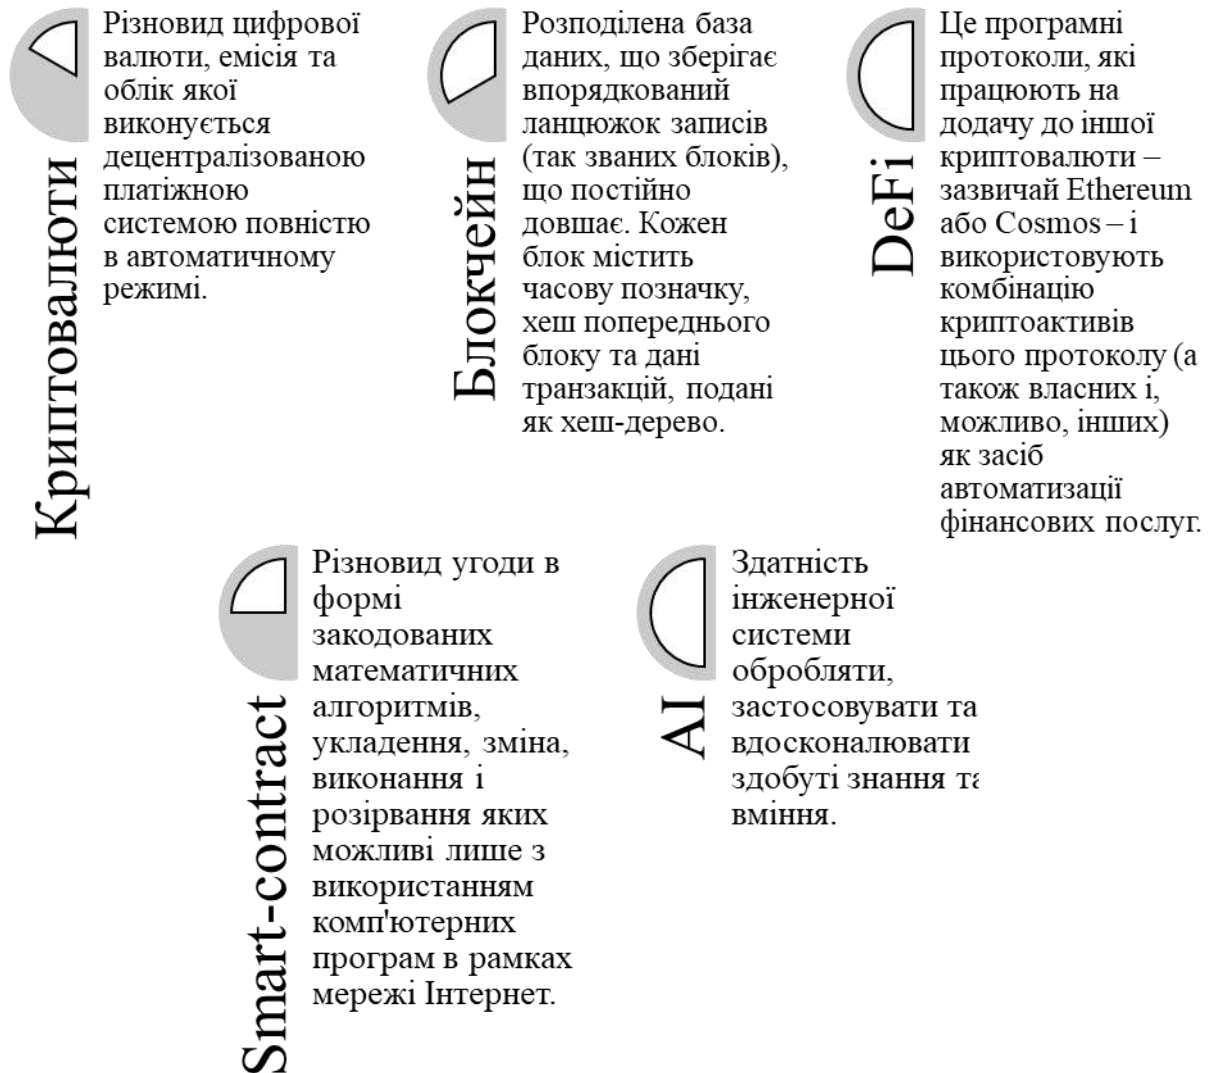 Криптовалюти
Різновид цифрової
валюти, емісія та
облік якої
виконується
децентралізованою
платіжною
системою повністю
в автоматичному
режимі.
Блокчейн
Розподілена база
даних, що зберігає
впорядкований
ланцюжок записів
(так званих блоків),
що постійно
довшає. Кожен
блок містить
часову позначку,
хеш попереднього
блоку та дані
транзакцій, подані
як хеш-дерево.
DeFi
Це програмні
протоколи, які
працюють на
додачу до іншої
криптовалюти –
зазвичай Ethereum
або Cosmos – і
використовують
комбінацію
криптоактивів
цього протоколу (а
також власних і,
можливо, інших)
як засіб
автоматизації
фінансових послуг.
Smart-contract
Різновид угоди в
формі
закодованих
математичних
алгоритмів,
укладення, зміна,
виконання і
розірвання яких
можливі лише з
використанням
комп'ютерних
програм в рамках
мережі Інтернет.
AI
Здатність
інженерної
системи
обробляти,
застосовувати та
вдосконалювати
здобуті знання та
вміння.